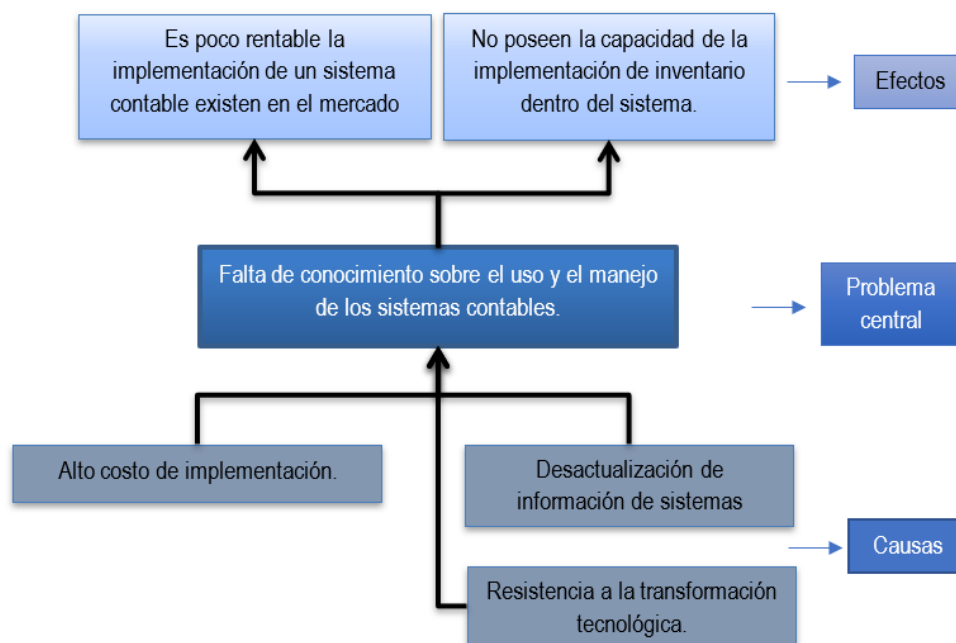 Es poco rentable la
implementación de un sistema
contable existen en el mercado
No poseen la capacidad de la
implementación de inventario
dentro del sistema.
Efectos
Falta de conocimiento sobre el uso y el manejo
de los sistemas contables.
Problema
central
Alto costo de implementación.
Desactualización de
información de sistemas
Causas
Resistencia a la transformación
tecnológica.